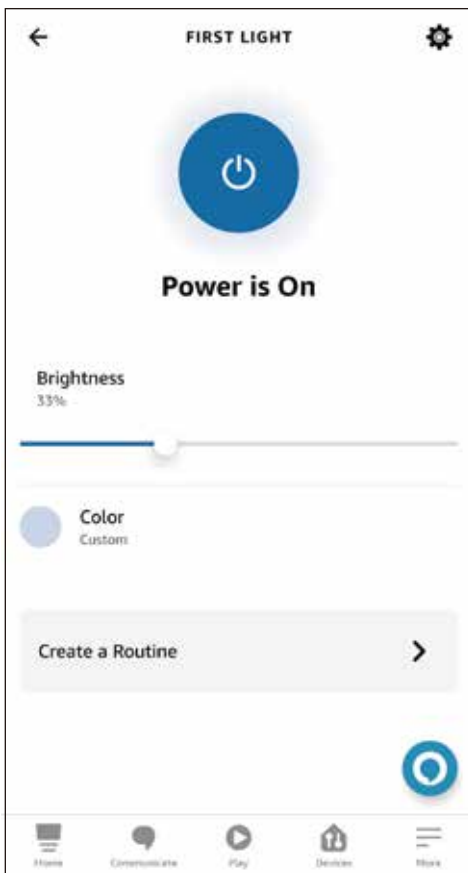 FIRST LIGHT
Power is On
Brightness
33%
Color
Custom
Create a Routine
Home Communicate Play Devices More